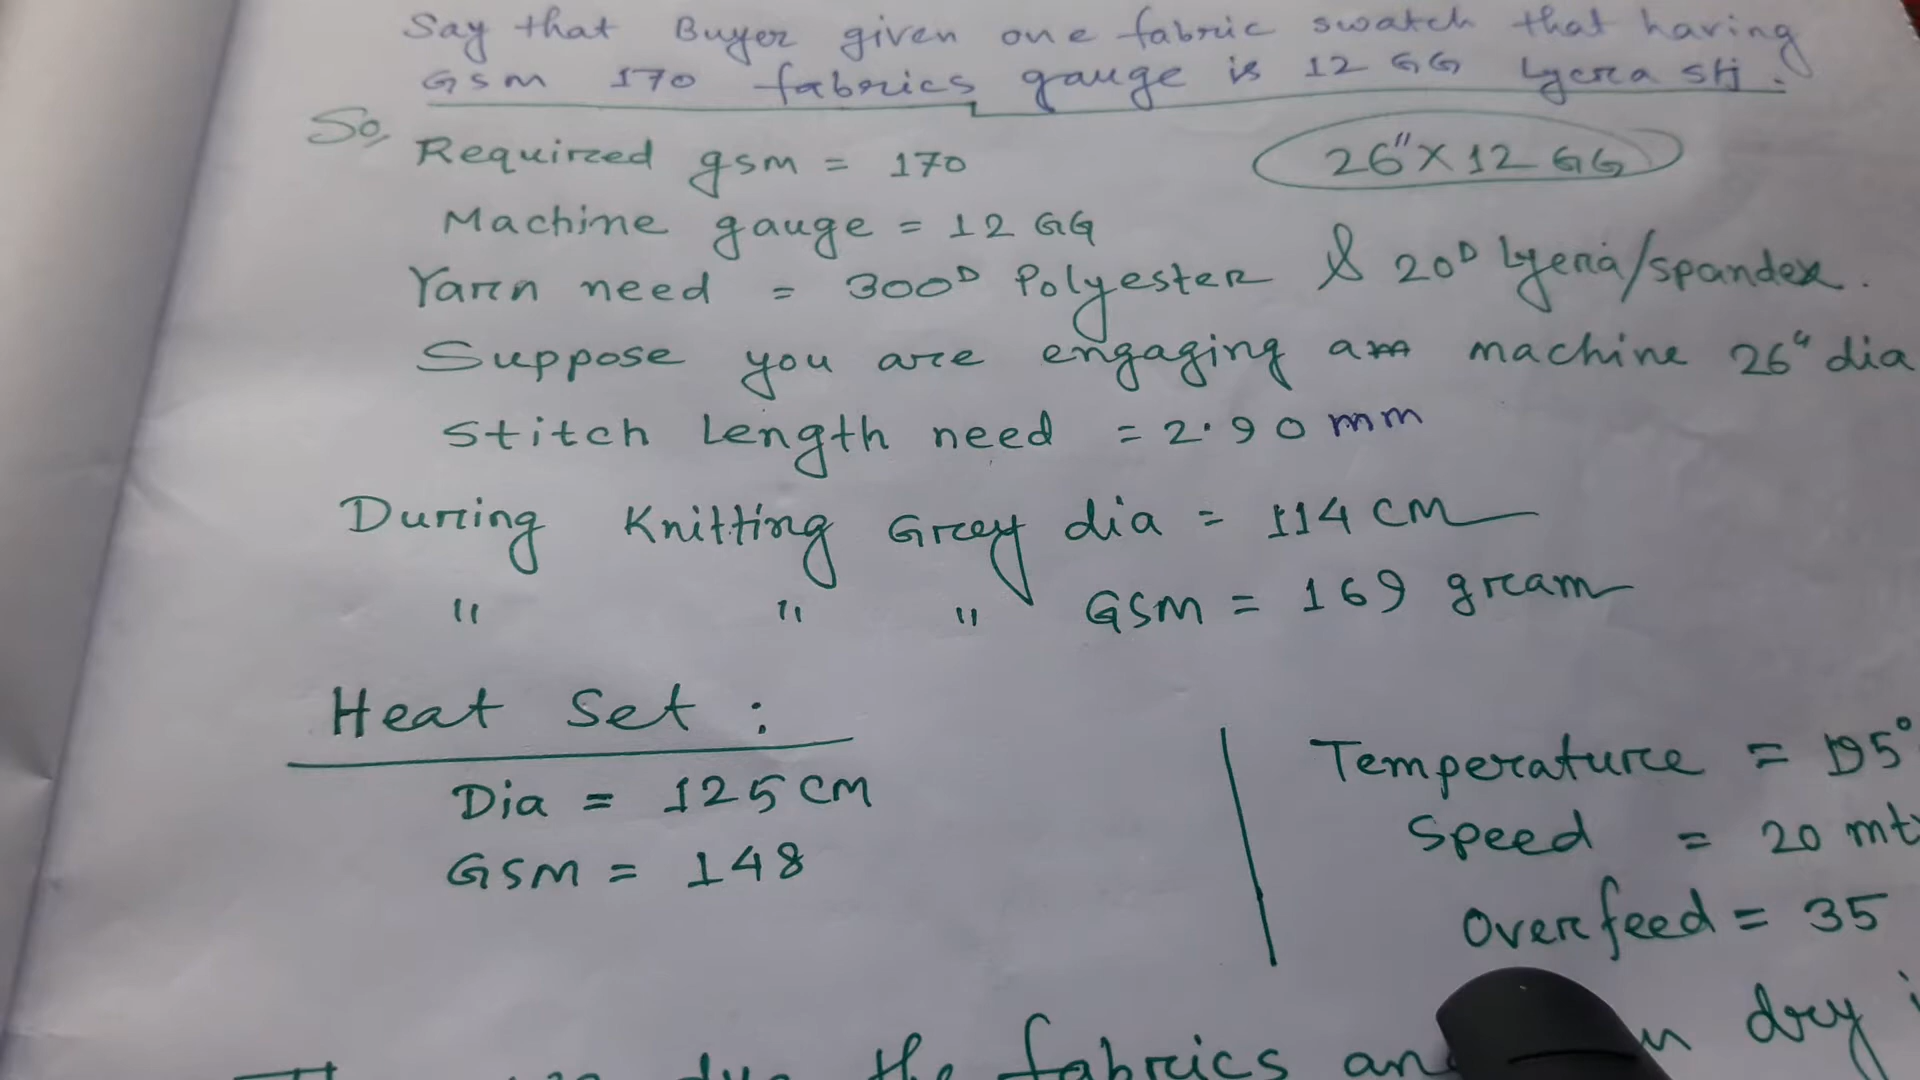 Say that Buyer given one fabric swatch that having
GSM 170 fabrics gauge is 12 GG Lycra S/j.
So, Required gsm = 170
26" X 12 GG
Machine gauge = 12 GG
Yarn need = 300D Polyester & 20D Lycra/spandex.
Suppose you are engaging a machine 26" dia
Stitch Length need = 2.90 mm
During Knitting Grey dia = 114 cm
" " " GSM = 169 gram
Heat Set :
Dia = 125 cm
GSM = 148
Temperature = 195°
Speed = 20 mt
Overfeed = 35
the fabrics dry